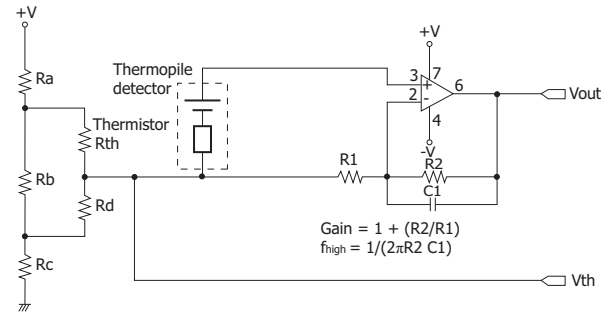 +V
Ra
Thermopile
detector
+V
3
7
+
6
2
-
4
Vout
Thermistor
Rth
-V
R1
R2
Rb
Rd
C1
Gain = 1 + (R2/R1)
fhigh = 1/(2πR2 C1)
Rc
Vth